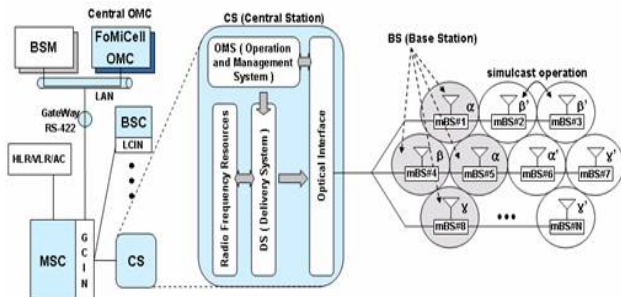 Central OMC
BSM
FoMiCell
OMC
LAN
GateWay
RS-422
BSC
LCIN
HLR/VLR/AC
MSC
GCIN
CS
CS (Central Station)
OMS ( Operation
and Management
System )
Radio Frequency Resources
DS (Delivery System)
Optical Interface
BS (Base Station)
simulcast operation
α
mBS#1
β'
mBS#2
β'
mBS#3
β
mBS#4
α
mBS#5
α'
mBS#6
γ'
mBS#7
γ
mBS#8
γ'
mBS#N